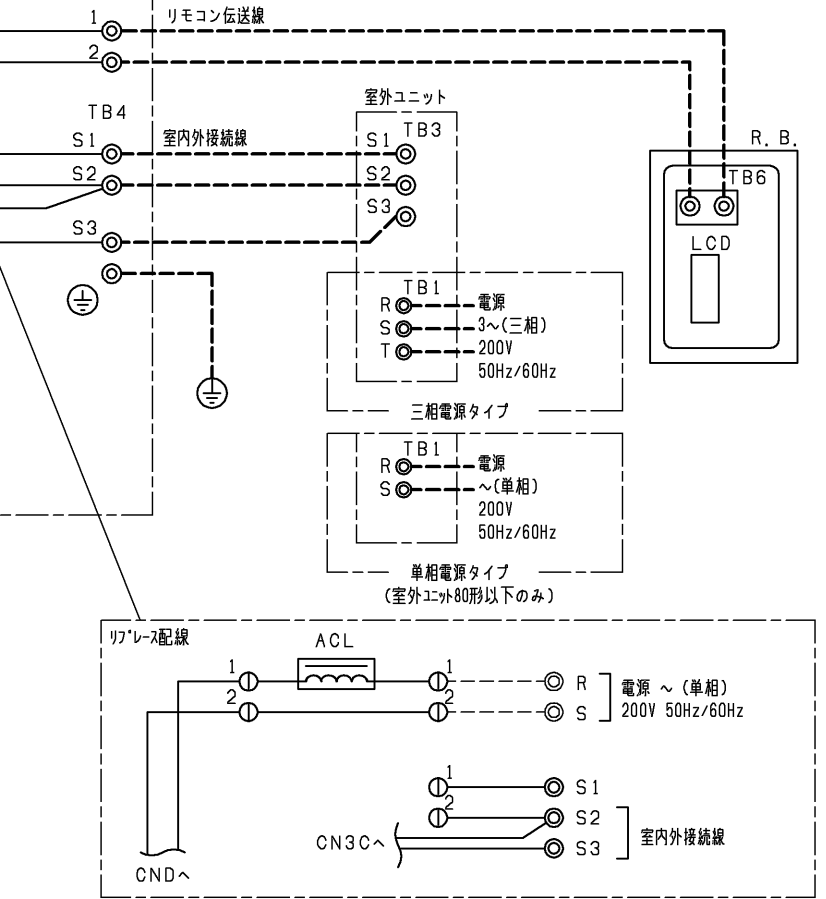 1 リモコン伝送線
2
室外ユニット
TB4
TB3
S1 室内外接続線 S1
R. B.
S2 S2
TB6
S3 S3
LCD
TB1
R 電源
S 3～(三相)
T 200V
50Hz/60Hz
三相電源タイプ
TB1
R 電源
S ～(単相)
200V
50Hz/60Hz
単相電源タイプ
(室外ユニット80形以下のみ)
リプレース配線
ACL
1 1
R 電源 ～ (単相)
2 2
S 200V 50Hz/60Hz
1
S1
2
S2
室内外接続線
CN3Cへ
S3
CNDへ